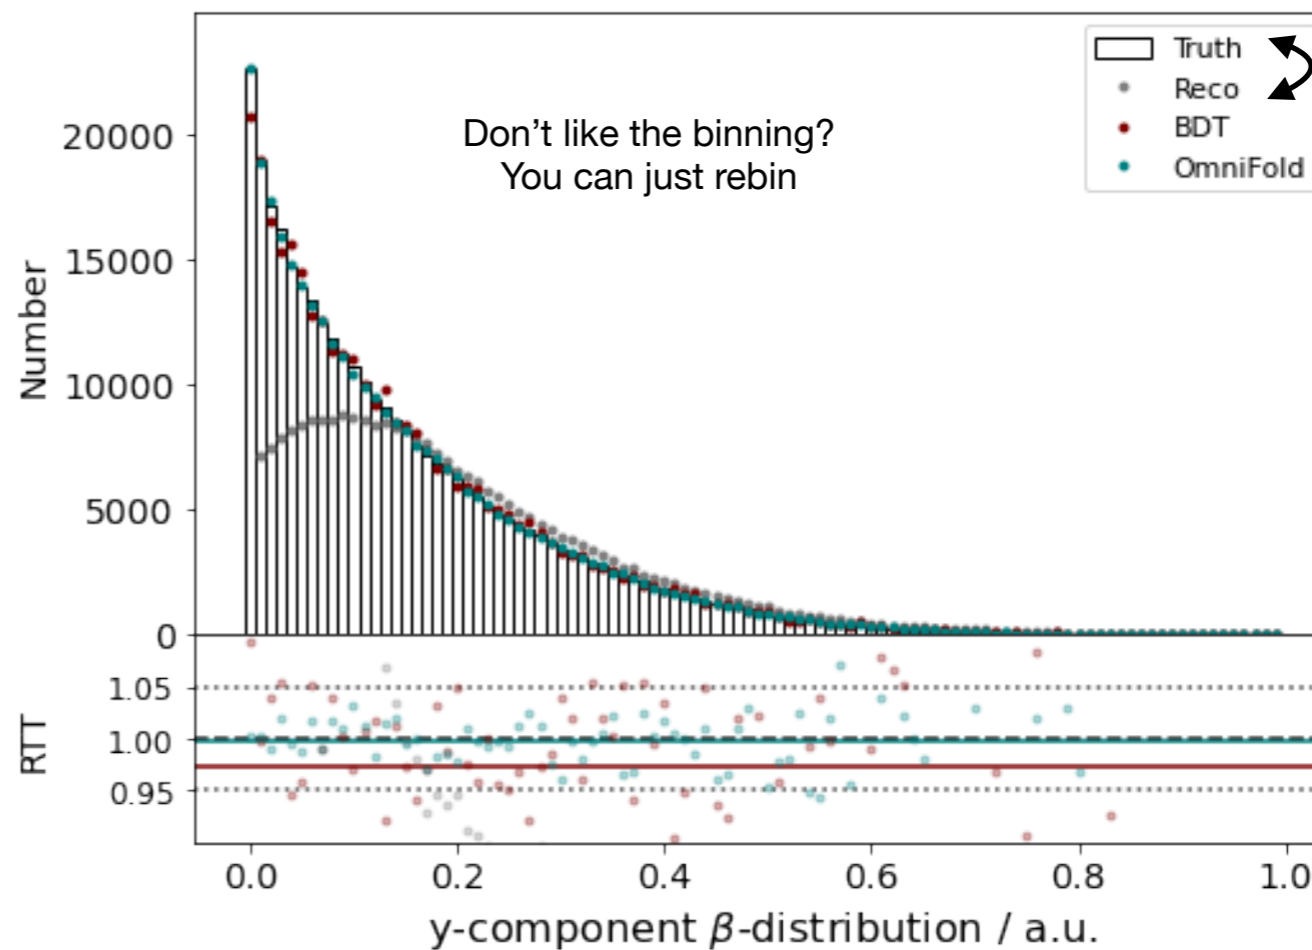 Truth
Reco
BDT
OmniFold
Don’t like the binning?
You can just rebin
Number
20000
15000
10000
5000
0
RTT
1.05
1.00
0.95
0.0 0.2 0.4 0.6 0.8 1.0
y-component β-distribution / a.u.